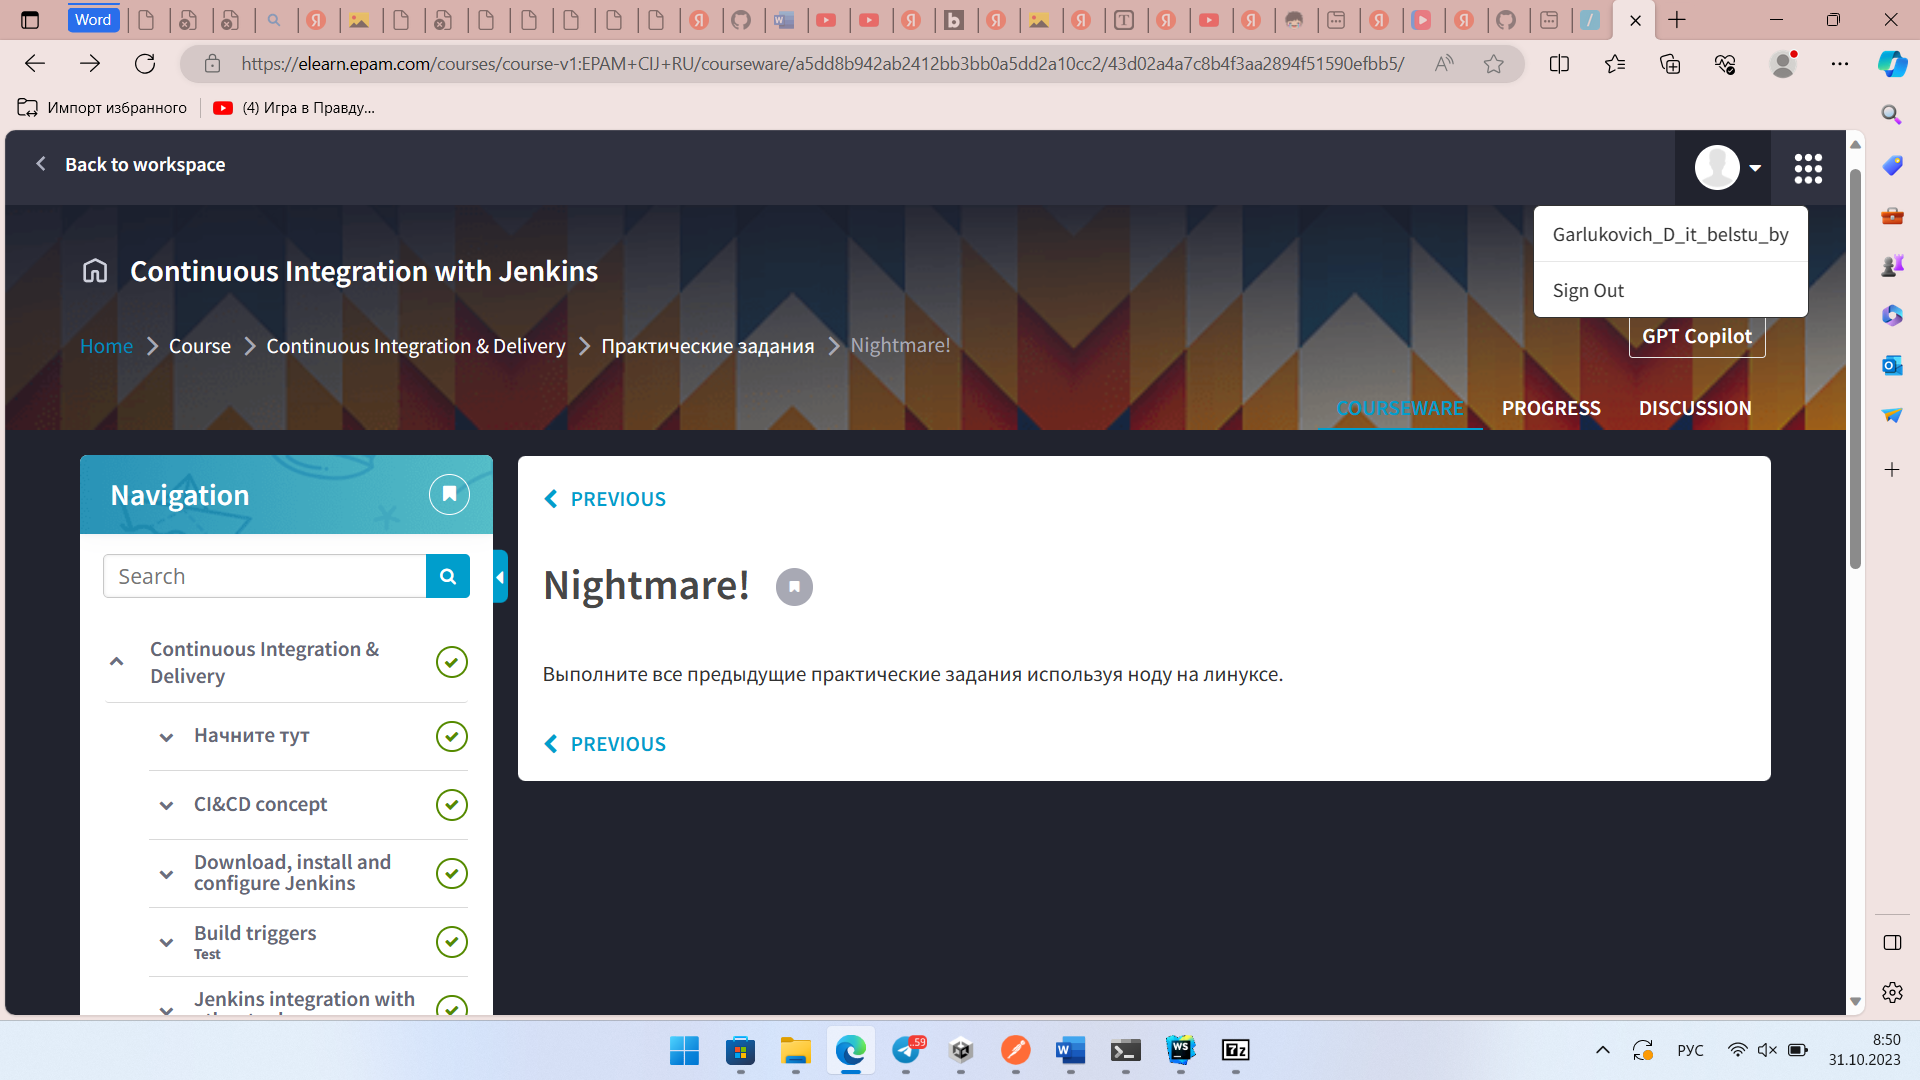 Word
https://elearn.epam.com/courses/course-v1:EPAM+CIJ+RU/courseware/a5dd8b942ab2412bb3bb0a5dd2a10cc2/43d02a4a7c8b4f3aa2894f51590efbb5/
Импорт избранного
(4) Игра в Правду...
Back to workspace
Garlukovich_D_it_belstu_by
Sign Out
Continuous Integration with Jenkins
GPT Copilot
Home Course Continuous Integration & Delivery Практические задания Nightmare!
COURSEWARE PROGRESS DISCUSSION
Navigation
Search
Continuous Integration &
Delivery
Начните тут
CI&CD concept
Download, install and
configure Jenkins
Build triggers
Test
Jenkins integration with
PREVIOUS
Nightmare!
Выполните все предыдущие практические задания используя ноду на линуксе.
PREVIOUS
..59
WS
Tz
РУС
8:50
31.10.2023